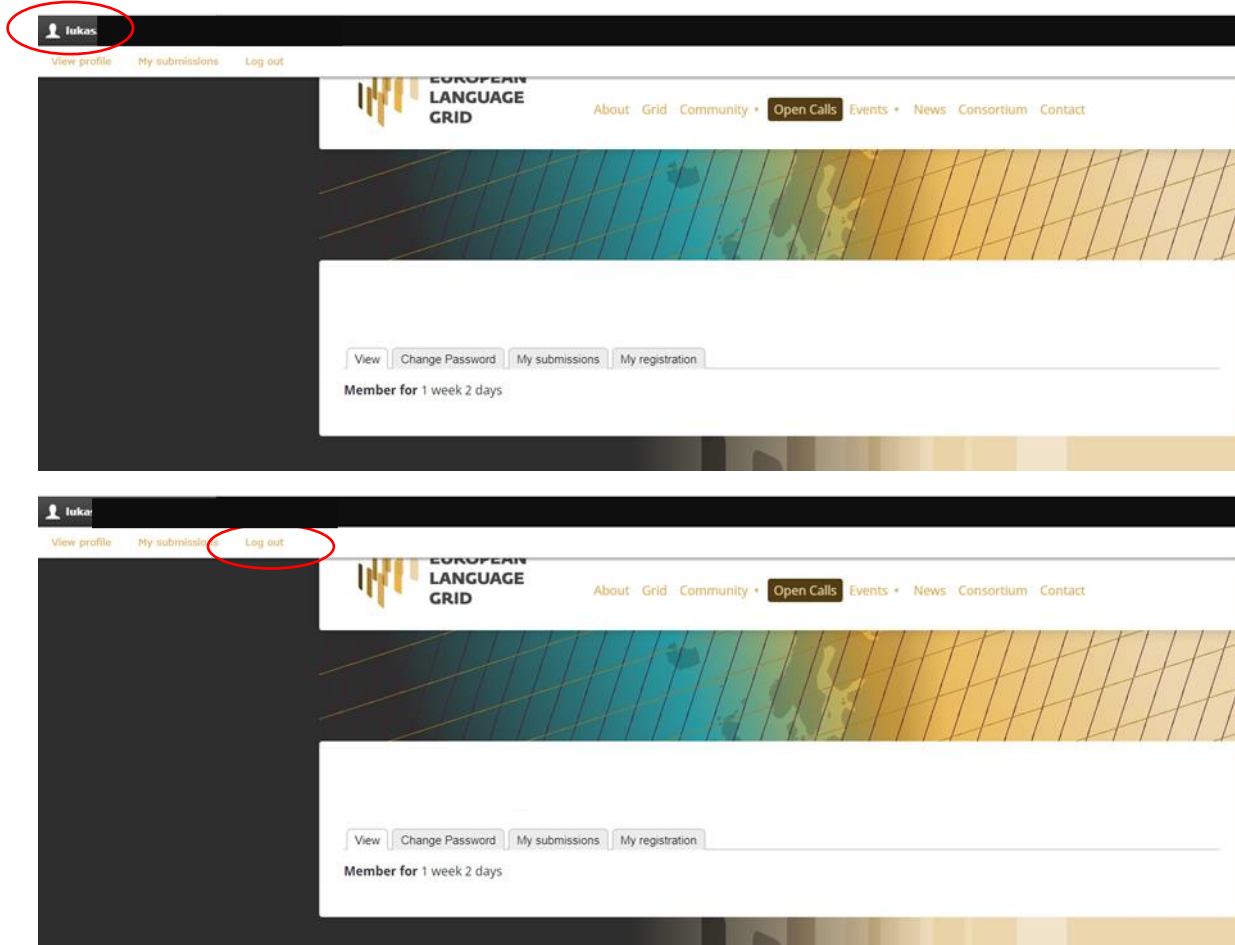 lukas
View profile My submissions Log out
EUROPEAN
LANGUAGE
GRID
About Grid Community Open Calls Events News Consortium Contact
View Change Password My submissions My registration
Member for 1 week 2 days
luka
View profile My submissions Log out
EUROPEAN
LANGUAGE
GRID
About Grid Community Open Calls Events News Consortium Contact
View Change Password My submissions My registration
Member for 1 week 2 days